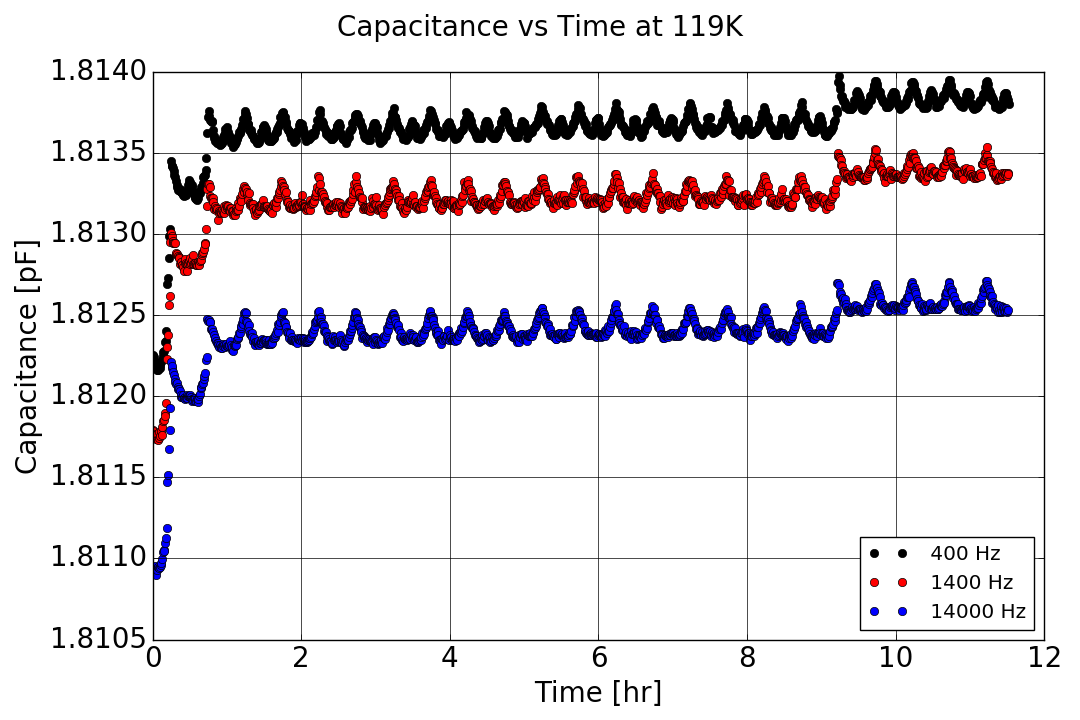 Capacitance vs Time at 119K
1.8140
1.8135
1.8130
1.8125
1.8120
1.8115
1.8110
1.8105
Capacitance [pF]
400 Hz
1400 Hz
14000 Hz
0 2 4 6 8 10 12
Time [hr]